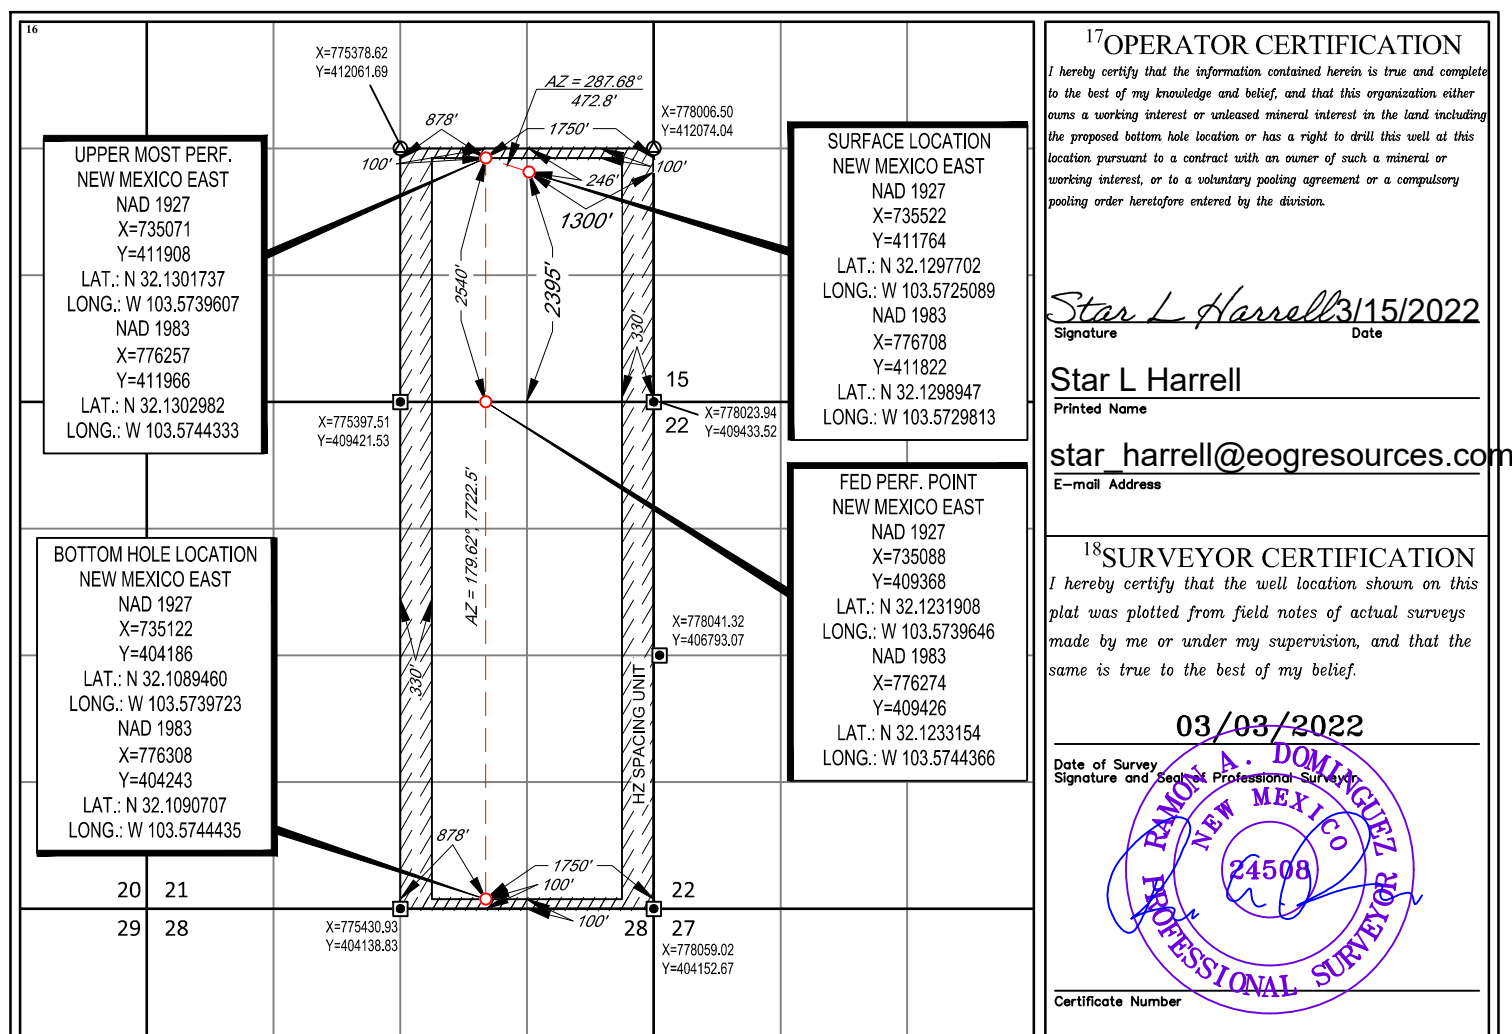 16
X=775378.62
Y=412061.69
AZ = 287.68°
472.8'
878'
1750'
X=778006.50
Y=412074.04
100'
100'
246'
1300'
UPPER MOST PERF.
NEW MEXICO EAST
NAD 1927
X=735071
Y=411908
LAT.: N 32.1301737
LONG.: W 103.5739607
NAD 1983
X=776257
Y=411966
LAT.: N 32.1302982
LONG.: W 103.5744333
SURFACE LOCATION
NEW MEXICO EAST
NAD 1927
X=735522
Y=411764
LAT.: N 32.1297702
LONG.: W 103.5725089
NAD 1983
X=776708
Y=411822
LAT.: N 32.1298947
LONG.: W 103.5729813
2540'
2395'
330'
15
22
X=775397.51
Y=409421.53
X=778023.94
Y=409433.52
AZ = 179.62°, 7722.5'
FED PERF. POINT
NEW MEXICO EAST
NAD 1927
X=735088
Y=409368
LAT.: N 32.1231908
LONG.: W 103.5739646
NAD 1983
X=776274
Y=409426
LAT.: N 32.1233154
LONG.: W 103.5744366
BOTTOM HOLE LOCATION
NEW MEXICO EAST
NAD 1927
X=735122
Y=404186
LAT.: N 32.1089460
LONG.: W 103.5739723
NAD 1983
X=776308
Y=404243
LAT.: N 32.1090707
LONG.: W 103.5744435
X=778041.32
Y=406793.07
330'
HZ SPACING UNIT
878'
1750'
100'
100'
20 21
29 28
22
28 27
X=775430.93
Y=404138.83
X=778059.02
Y=404152.67
17OPERATOR CERTIFICATION
I hereby certify that the information contained herein is true and complete
to the best of my knowledge and belief, and that this organization either
owns a working interest or unleased mineral interest in the land including
the proposed bottom hole location or has a right to drill this well at this
location pursuant to a contract with an owner of such a mineral or
working interest, or to a voluntary pooling agreement or a compulsory
pooling order heretofore entered by the division.
Star L Harrell 3/15/2022
Signature Date
Star L Harrell
Printed Name
star_harrell@eogresources.com
E-mail Address
18SURVEYOR CERTIFICATION
I hereby certify that the well location shown on this
plat was plotted from field notes of actual surveys
made by me or under my supervision, and that the
same is true to the best of my belief.
03/03/2022
Date of Survey
Signature and Seal of Professional Surveyor
RAMON A. DOMINGUEZ
NEW MEXICO
24508
PROFESSIONAL SURVEYOR
Certificate Number